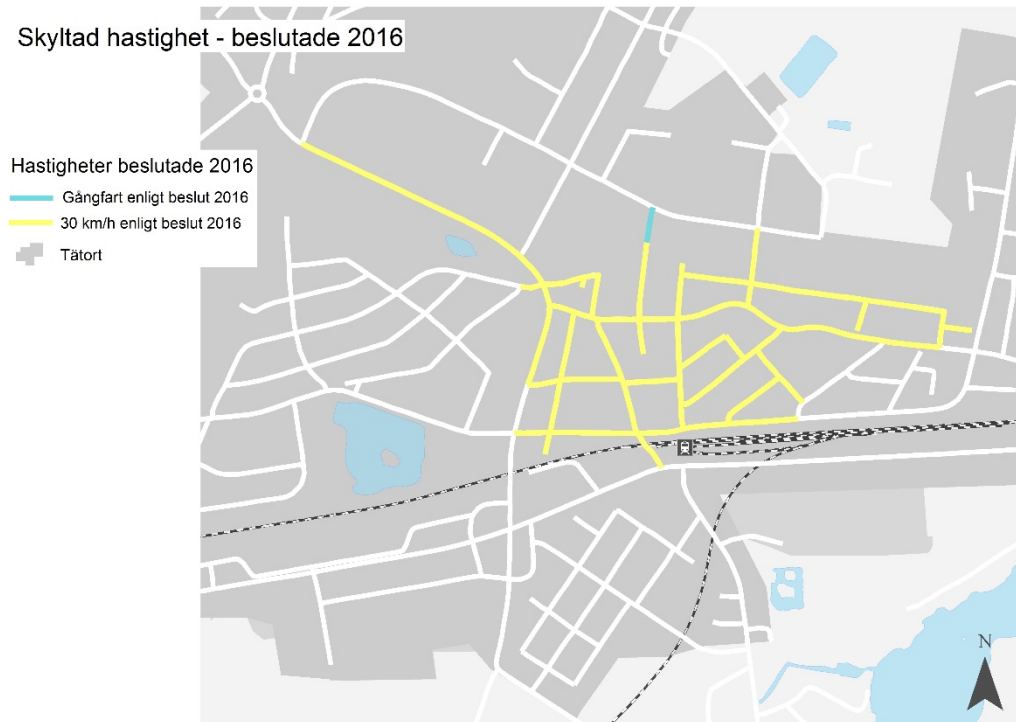 Skyltad hastighet - beslutade 2016
Hastigheter beslutade 2016
Gångfart enligt beslut 2016
30 km/h enligt beslut 2016
Tätort
N